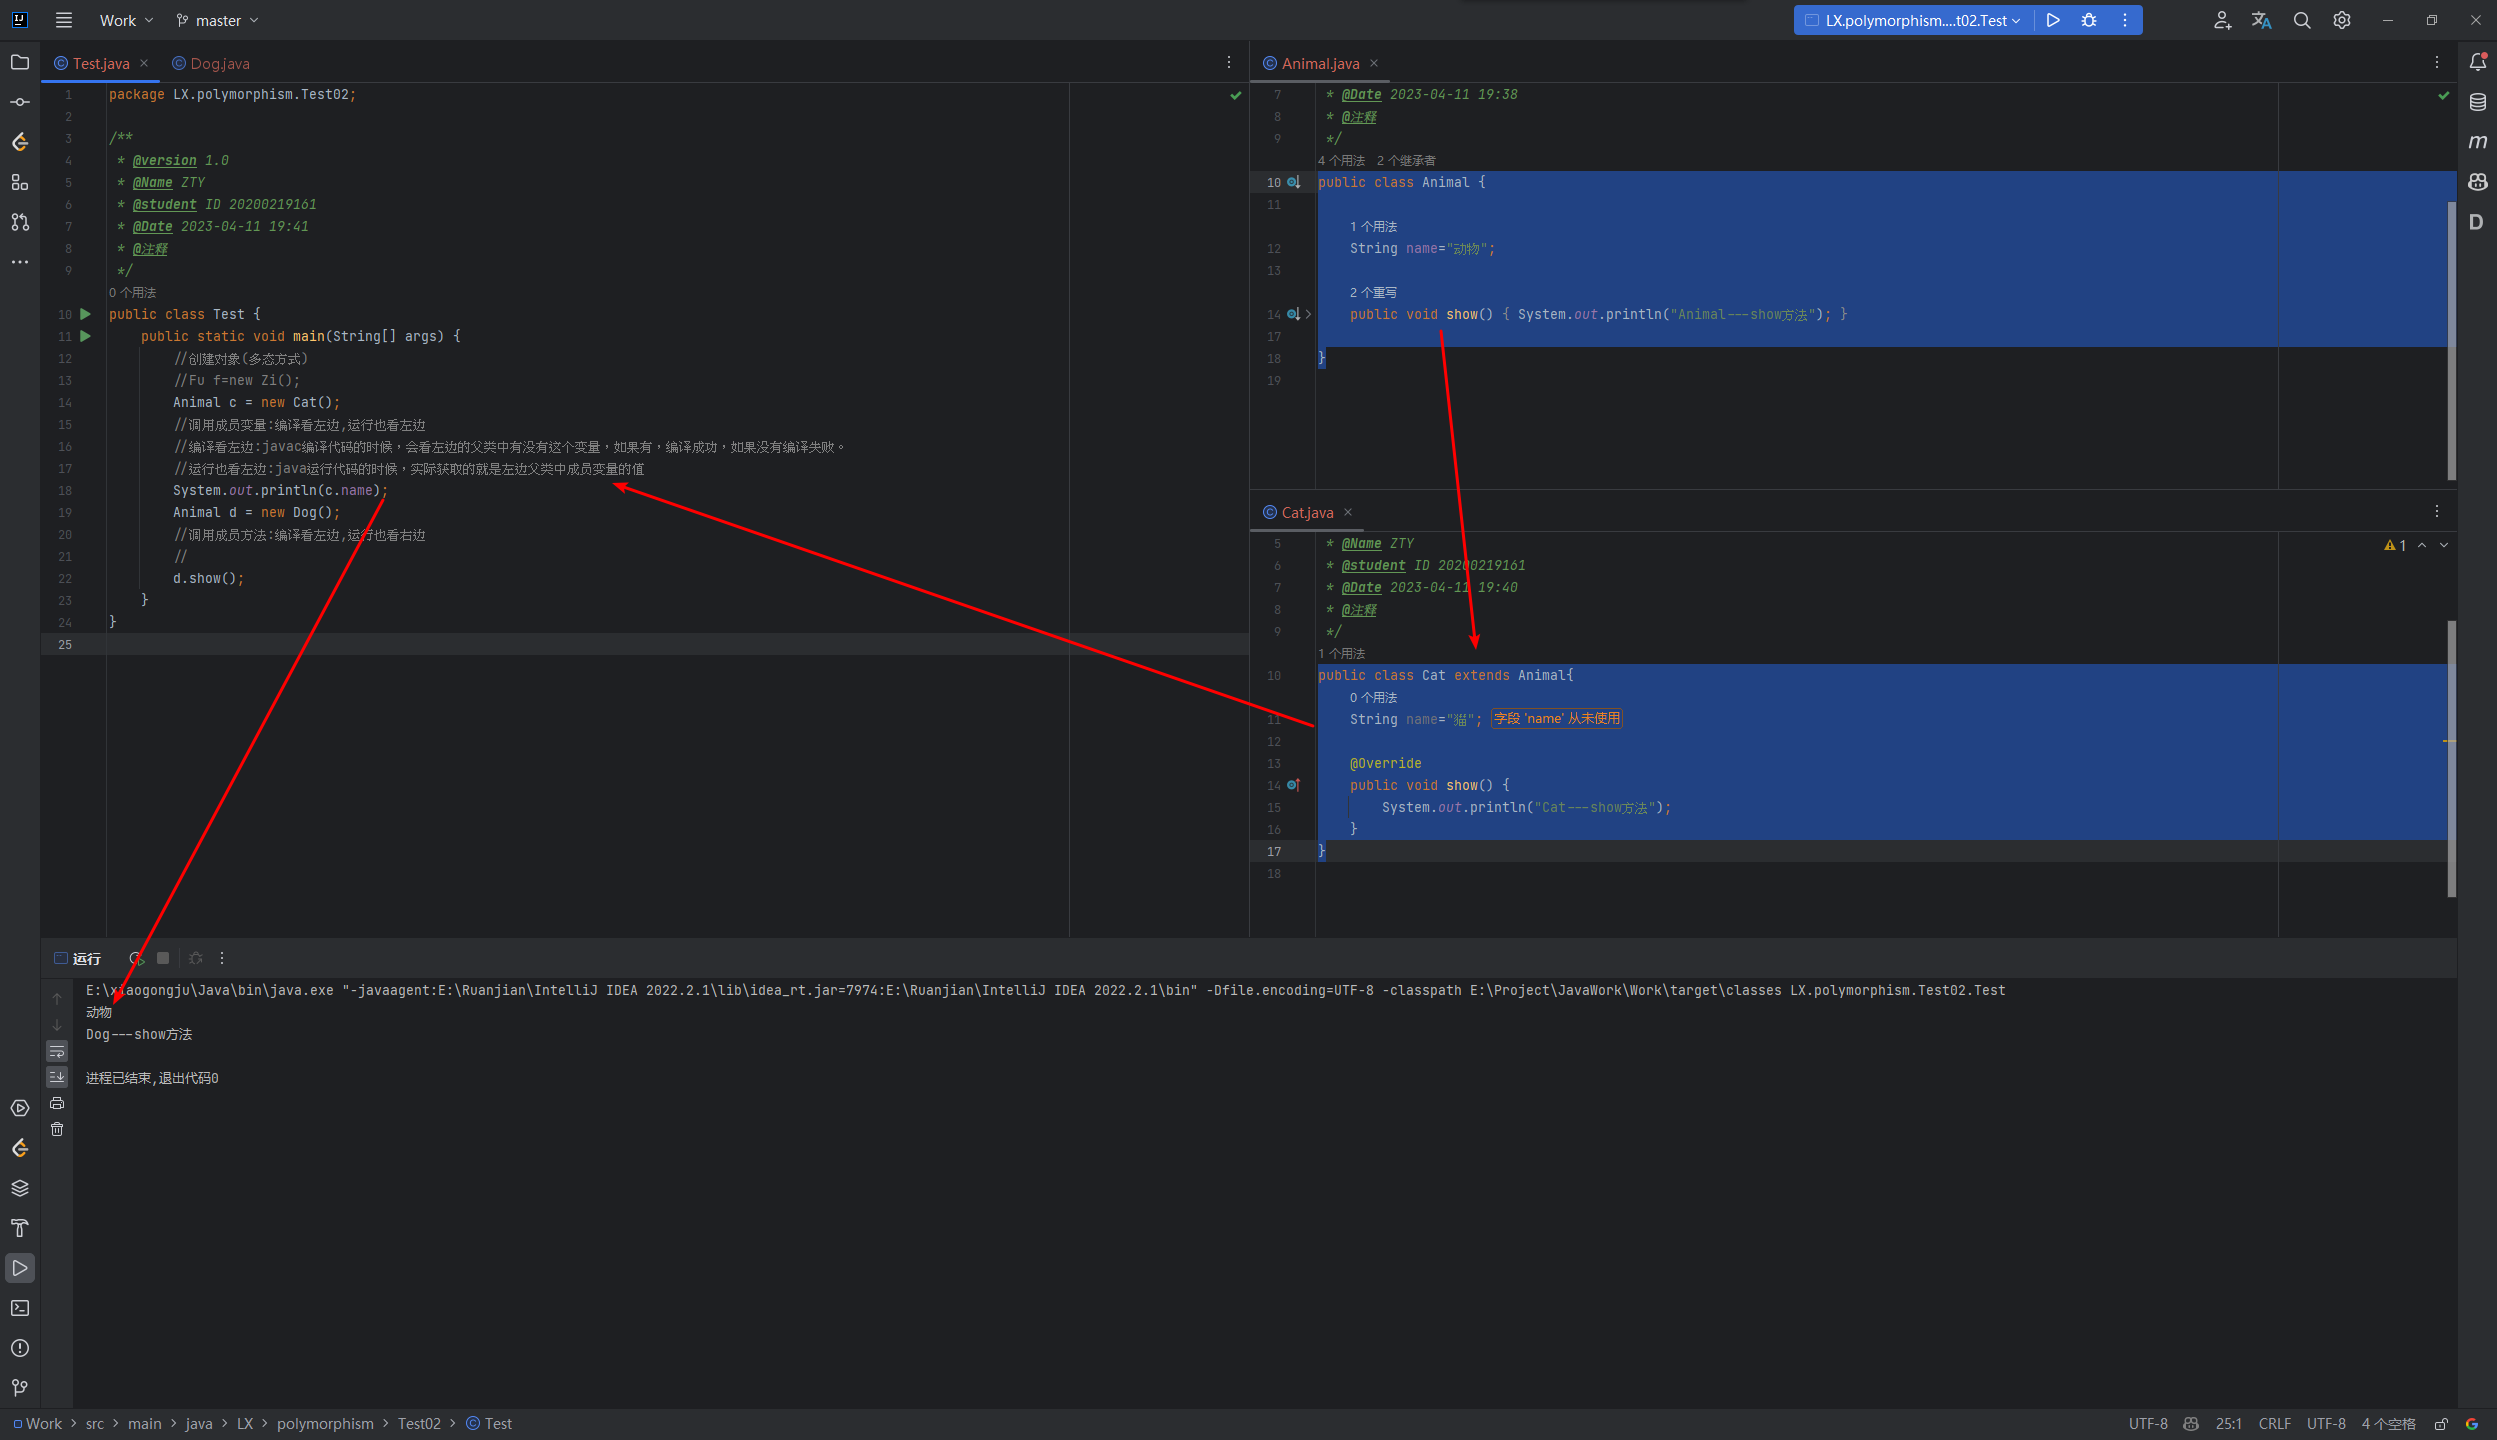 Work
master
LX.polymorphism....t02.Test
Test.java
Dog.java
1 package LX.polymorphism.Test02;
2
3 /**
4  * @version 1.0
5  * @Name ZTY
6  * @student ID 20200219161
7  * @Date 2023-04-11 19:41
8  * @注释
9  */
0 个用法
10 public class Test {
11     public static void main(String[] args) {
12         //创建对象(多态方式)
13         //Fu f=new Zi();
14         Animal c = new Cat();
15         //调用成员变量:编译看左边,运行也看左边
16         //编译看左边:javac编译代码的时候，会看左边的父类中有没有这个变量，如果有，编译成功，如果没有编译失败。
17         //运行也看左边:java运行代码的时候，实际获取的就是左边父类中成员变量的值
18         System.out.println(c.name);
19         Animal d = new Dog();
20         //调用成员方法:编译看左边,运行也看右边
21         //
22         d.show();
23     }
24 }
25
Animal.java
7  * @Date 2023-04-11 19:38
8  * @注释
9  */
4 个用法 2 个继承者
10 public class Animal {
11
1 个用法
12     String name="动物";
13
2 个重写
14     public void show() { System.out.println("Animal---show方法"); }
17
18 }
19
Cat.java
1
5  * @Name ZTY
6  * @student ID 20200219161
7  * @Date 2023-04-11 19:40
8  * @注释
9  */
1 个用法
10 public class Cat extends Animal{
0 个用法
11     String name="猫"; 字段 'name' 从未使用
12
13     @Override
14     public void show() {
15         System.out.println("Cat---show方法");
16     }
17 }
18
运行
E:\xiaogongju\Java\bin\java.exe "-javaagent:E:\Ruanjian\IntelliJ IDEA 2022.2.1\lib\idea_rt.jar=7974:E:\Ruanjian\IntelliJ IDEA 2022.2.1\bin" -Dfile.encoding=UTF-8 -classpath E:\Project\JavaWork\Work\target\classes LX.polymorphism.Test02.Test
动物
Dog---show方法
进程已结束,退出代码0
Work > src > main > java > LX > polymorphism > Test02 > Test
UTF-8 25:1 CRLF UTF-8 4 个空格